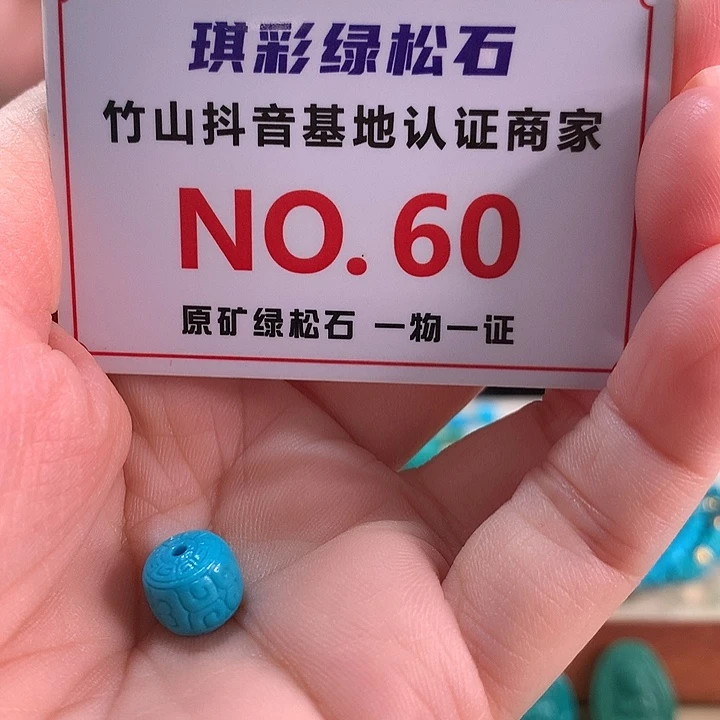 琪彩绿松石
竹山抖音基地认证商家
NO. 60
原矿绿松石 一物一证